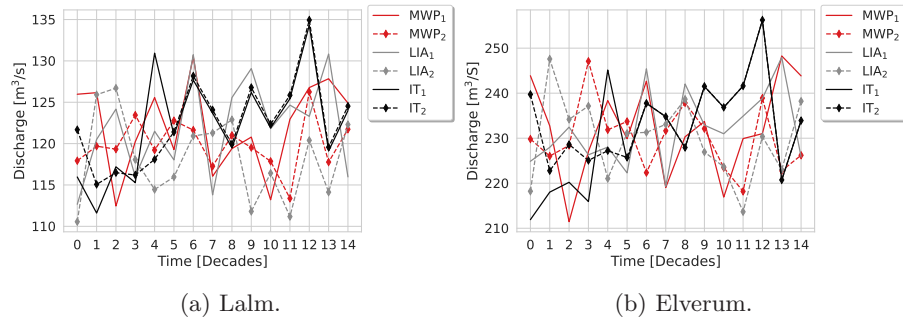 135
130
125
120
115
110
Discharge [m³/s]
0 1 2 3 4 5 6 7 8 9 10 11 12 13 14
Time [Decades]
MWP₁
MWP₂
LIA₁
LIA₂
IT₁
IT₂
(a) Lalm.
250
240
230
220
210
Discharge [m³/S]
0 1 2 3 4 5 6 7 8 9 10 11 12 13 14
Time [Decades]
MWP₁
MWP₂
LIA₁
LIA₂
IT₁
IT₂
(b) Elverum.